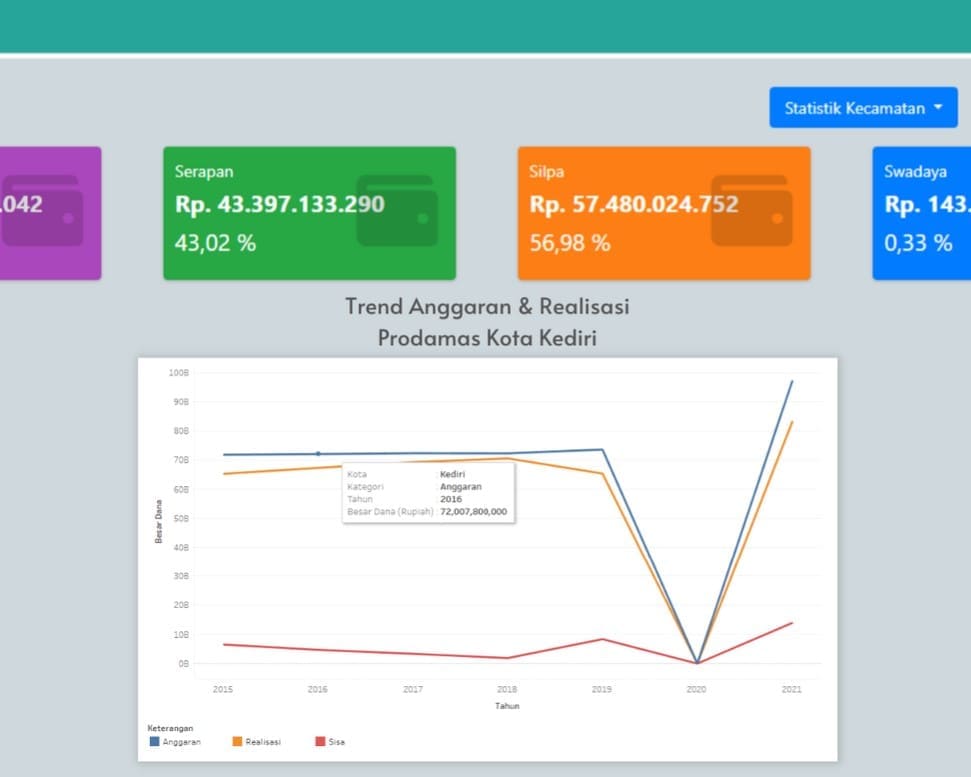 Statistik Kecamatan
.042
Serapan
Rp. 43.397.133.290
43,02 %
Silpa
Rp. 57.480.024.752
56,98 %
Swadaya
Rp. 143.
0,33 %
Trend Anggaran & Realisasi
Prodamas Kota Kediri
100B
90B
80B
70B
60B
50B
40B
30B
20B
10B
0B
Besar Dana
Kota : Kediri
Kategori : Anggaran
Tahun : 2016
Besar Dana (Rupiah) : 72,007,800,000
2015 2016 2017 2018 2019 2020 2021
Tahun
Keterangan
Anggaran Realisasi Sisa